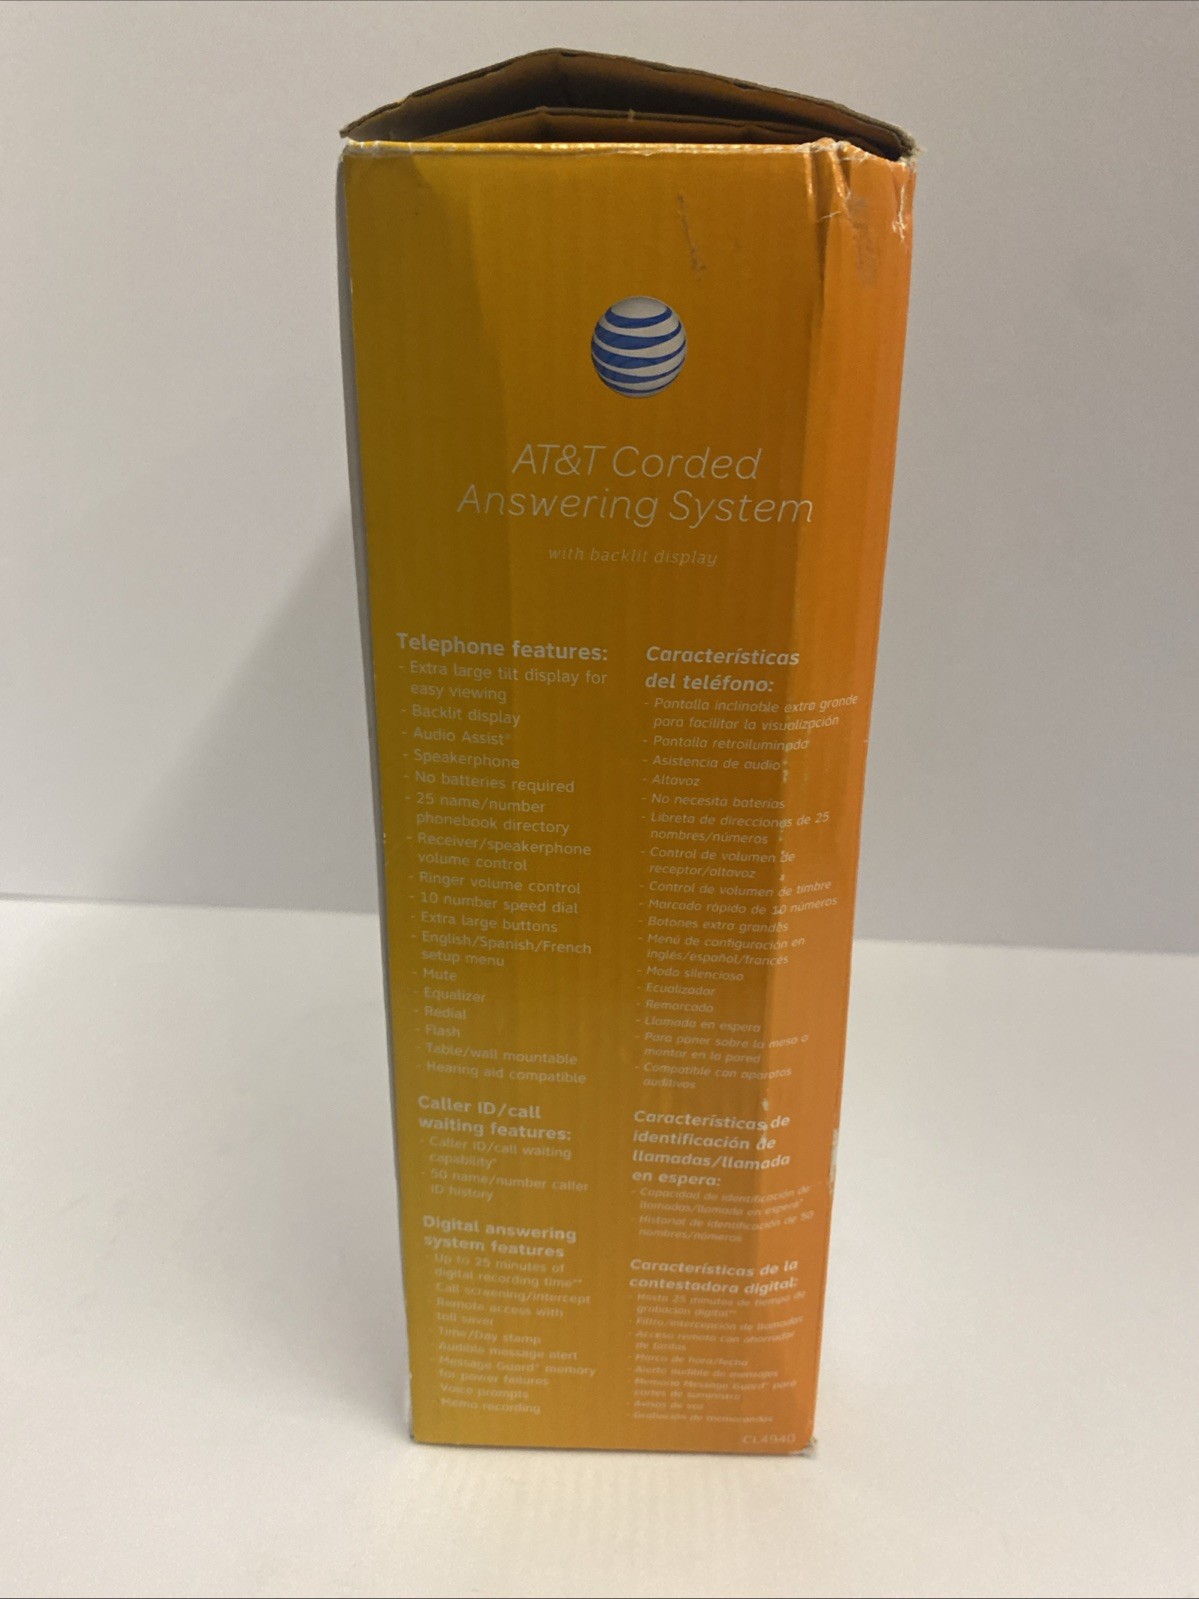 AT&T Corded
Answering System
with backlit display
Telephone features:
- Extra large tilt display for
easy viewing
- Backlit display
- Audio Assist®
- Speakerphone
- No batteries required
- 25 name/number
phonebook directory
- Receiver/speakerphone
volume control
- Ringer volume control
- 10 number speed dial
- Extra large buttons
- English/Spanish/French
setup menu
- Mute
- Equalizer
- Redial
- Flash
- Table/wall mountable
- Hearing aid compatible
Caller ID/call
waiting features:
- Caller ID/call waiting
capability*
- 50 name/number caller
ID history
Digital answering
system features
- Up to 25 minutes of
digital recording time**
- Call screening/intercept
- Remote access with
toll saver
- Time/Day stamp
- Audible message alert
- Message Guard® memory
for power failures
- Voice prompts
- Memo recording
Características
del teléfono:
- Pantalla inclinable extra grande
para facilitar la visualización
- Pantalla retroiluminada
- Asistencia de audio®
- Altavoz
- No necesita baterías
- Libreta de direcciones de 25
nombres/números
- Control de volumen de
receptor/altavoz
- Control de volumen de timbre
- Marcado rápido de 10 números
- Botones extra grandes
- Menú de configuración en
inglés/español/francés
- Modo silencioso
- Ecualizador
- Remarcado
- Llamada en espera
- Para poner sobre la mesa o
montar en la pared
- Compatible con aparatos
auditivos
Características de
identificación de
llamadas/llamada
en espera:
- Capacidad de identificación de
llamadas/llamada en espera*
- Historial de identificación de 50
nombres/números
Características de la
contestadora digital:
- Hasta 25 minutos de tiempo de
grabación digital**
- Filtro/intercepción de llamadas
- Acceso remoto con ahorrador
de tarifas
- Marca de hora/fecha
- Alerta audible de mensajes
- Memoria Message Guard® para
cortes de suministro
- Avisos de voz
- Grabación de memorandos
CL4940